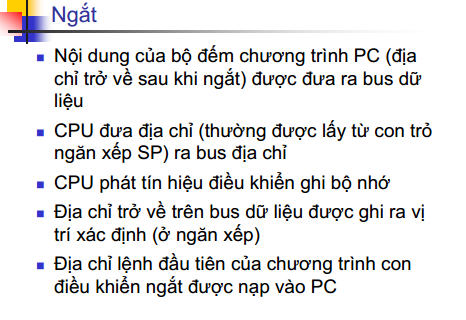 Ngắt
Nội dung của bộ đếm chương trình PC (địa
chỉ trở về sau khi ngắt) được đưa ra bus dữ
liệu
CPU đưa địa chỉ (thường được lấy từ con trỏ
ngăn xếp SP) ra bus địa chỉ
CPU phát tín hiệu điều khiển ghi bộ nhớ
Địa chỉ trở về trên bus dữ liệu được ghi ra vị
trí xác định (ở ngăn xếp)
Địa chỉ lệnh đầu tiên của chương trình con
điều khiển ngắt được nạp vào PC